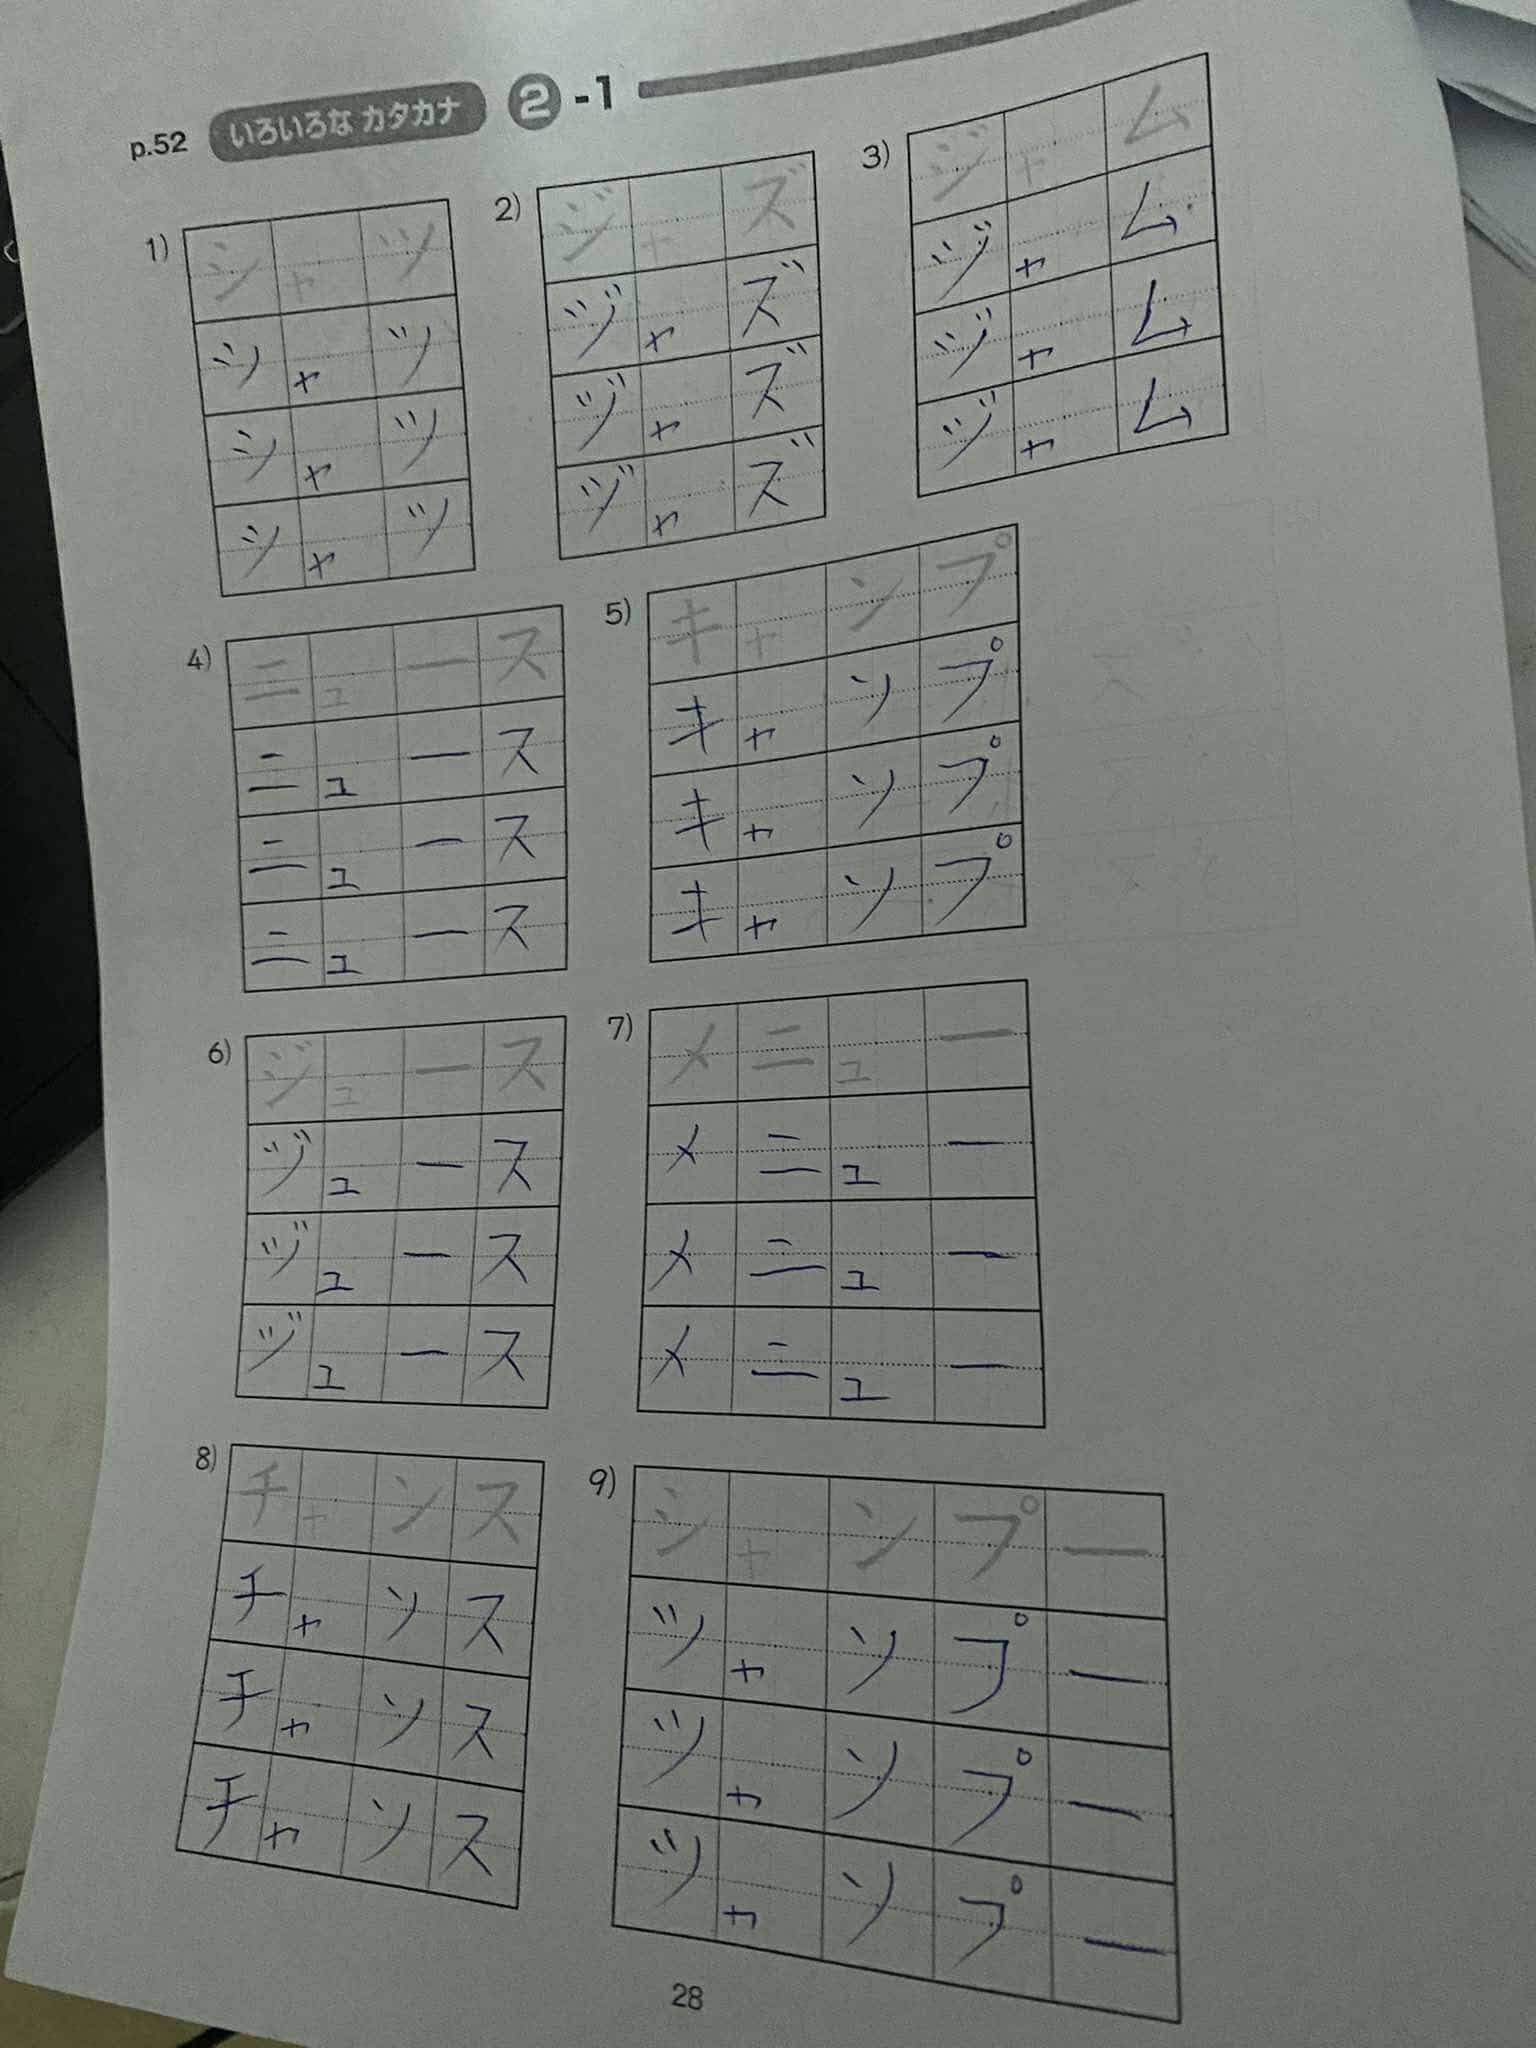 p.52 いろいろなカタカナ ②-1
1)
シャツ
シャツ
シャツ
シャツ
2)
ジャズ
ジャズ
ジャズ
ジャズ
3)
ジャム
ジャム
ジャム
ジャム
4)
ニュース
ニュース
ニュース
ニュース
5)
キャンプ
キャンプ
キャンプ
キャンプ
6)
ジュース
ジュース
ジュース
ジュース
7)
メニュー
メニュー
メニュー
メニュー
8)
チャンス
チャンス
チャンス
チャンス
9)
シャンプー
シャンプー
シャンプー
シャンプー
28